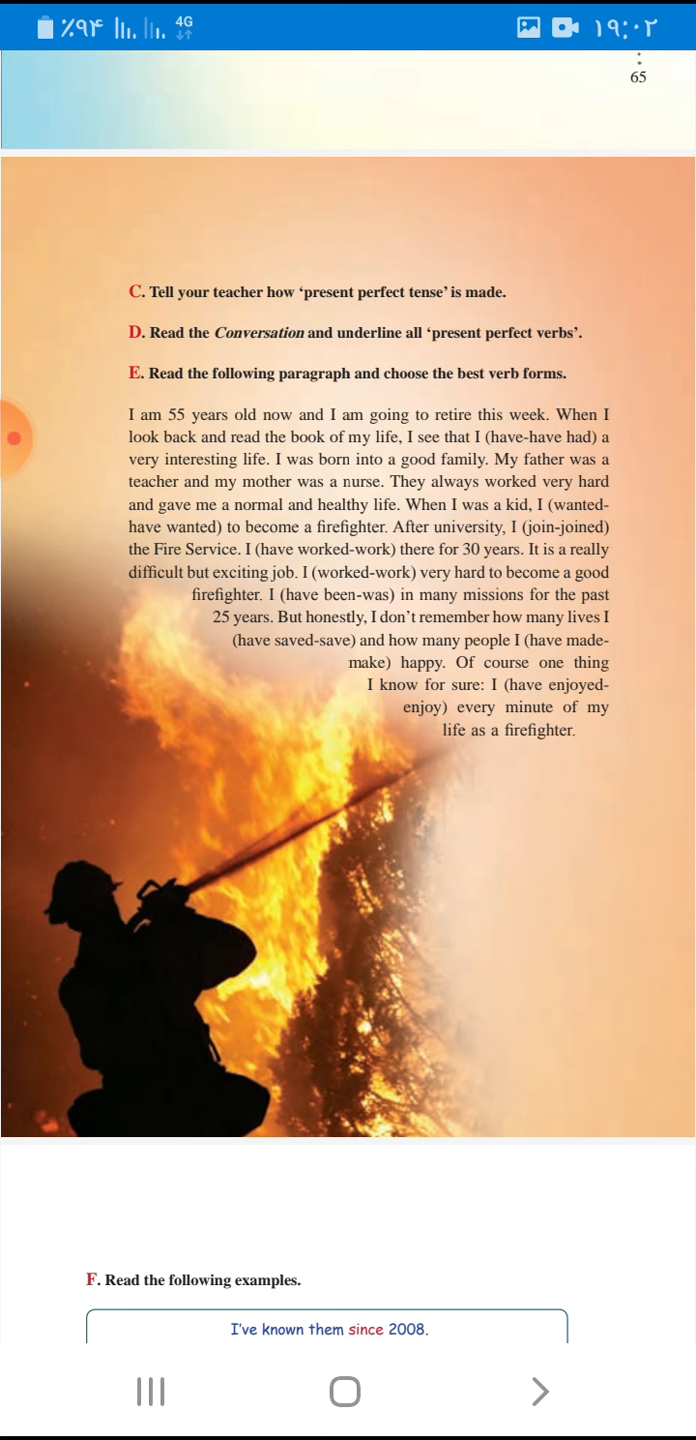 ٪۹۴ 4G ۱۹:۰۲
65
C. Tell your teacher how ‘present perfect tense’ is made.
D. Read the Conversation and underline all ‘present perfect verbs’.
E. Read the following paragraph and choose the best verb forms.
I am 55 years old now and I am going to retire this week. When I
look back and read the book of my life, I see that I (have-have had) a
very interesting life. I was born into a good family. My father was a
teacher and my mother was a nurse. They always worked very hard
and gave me a normal and healthy life. When I was a kid, I (wanted-
have wanted) to become a firefighter. After university, I (join-joined)
the Fire Service. I (have worked-work) there for 30 years. It is a really
difficult but exciting job. I (worked-work) very hard to become a good
firefighter. I (have been-was) in many missions for the past
25 years. But honestly, I don’t remember how many lives I
(have saved-save) and how many people I (have made-
make) happy. Of course one thing
I know for sure: I (have enjoyed-
enjoy) every minute of my
life as a firefighter.
F. Read the following examples.
I’ve known them since 2008.